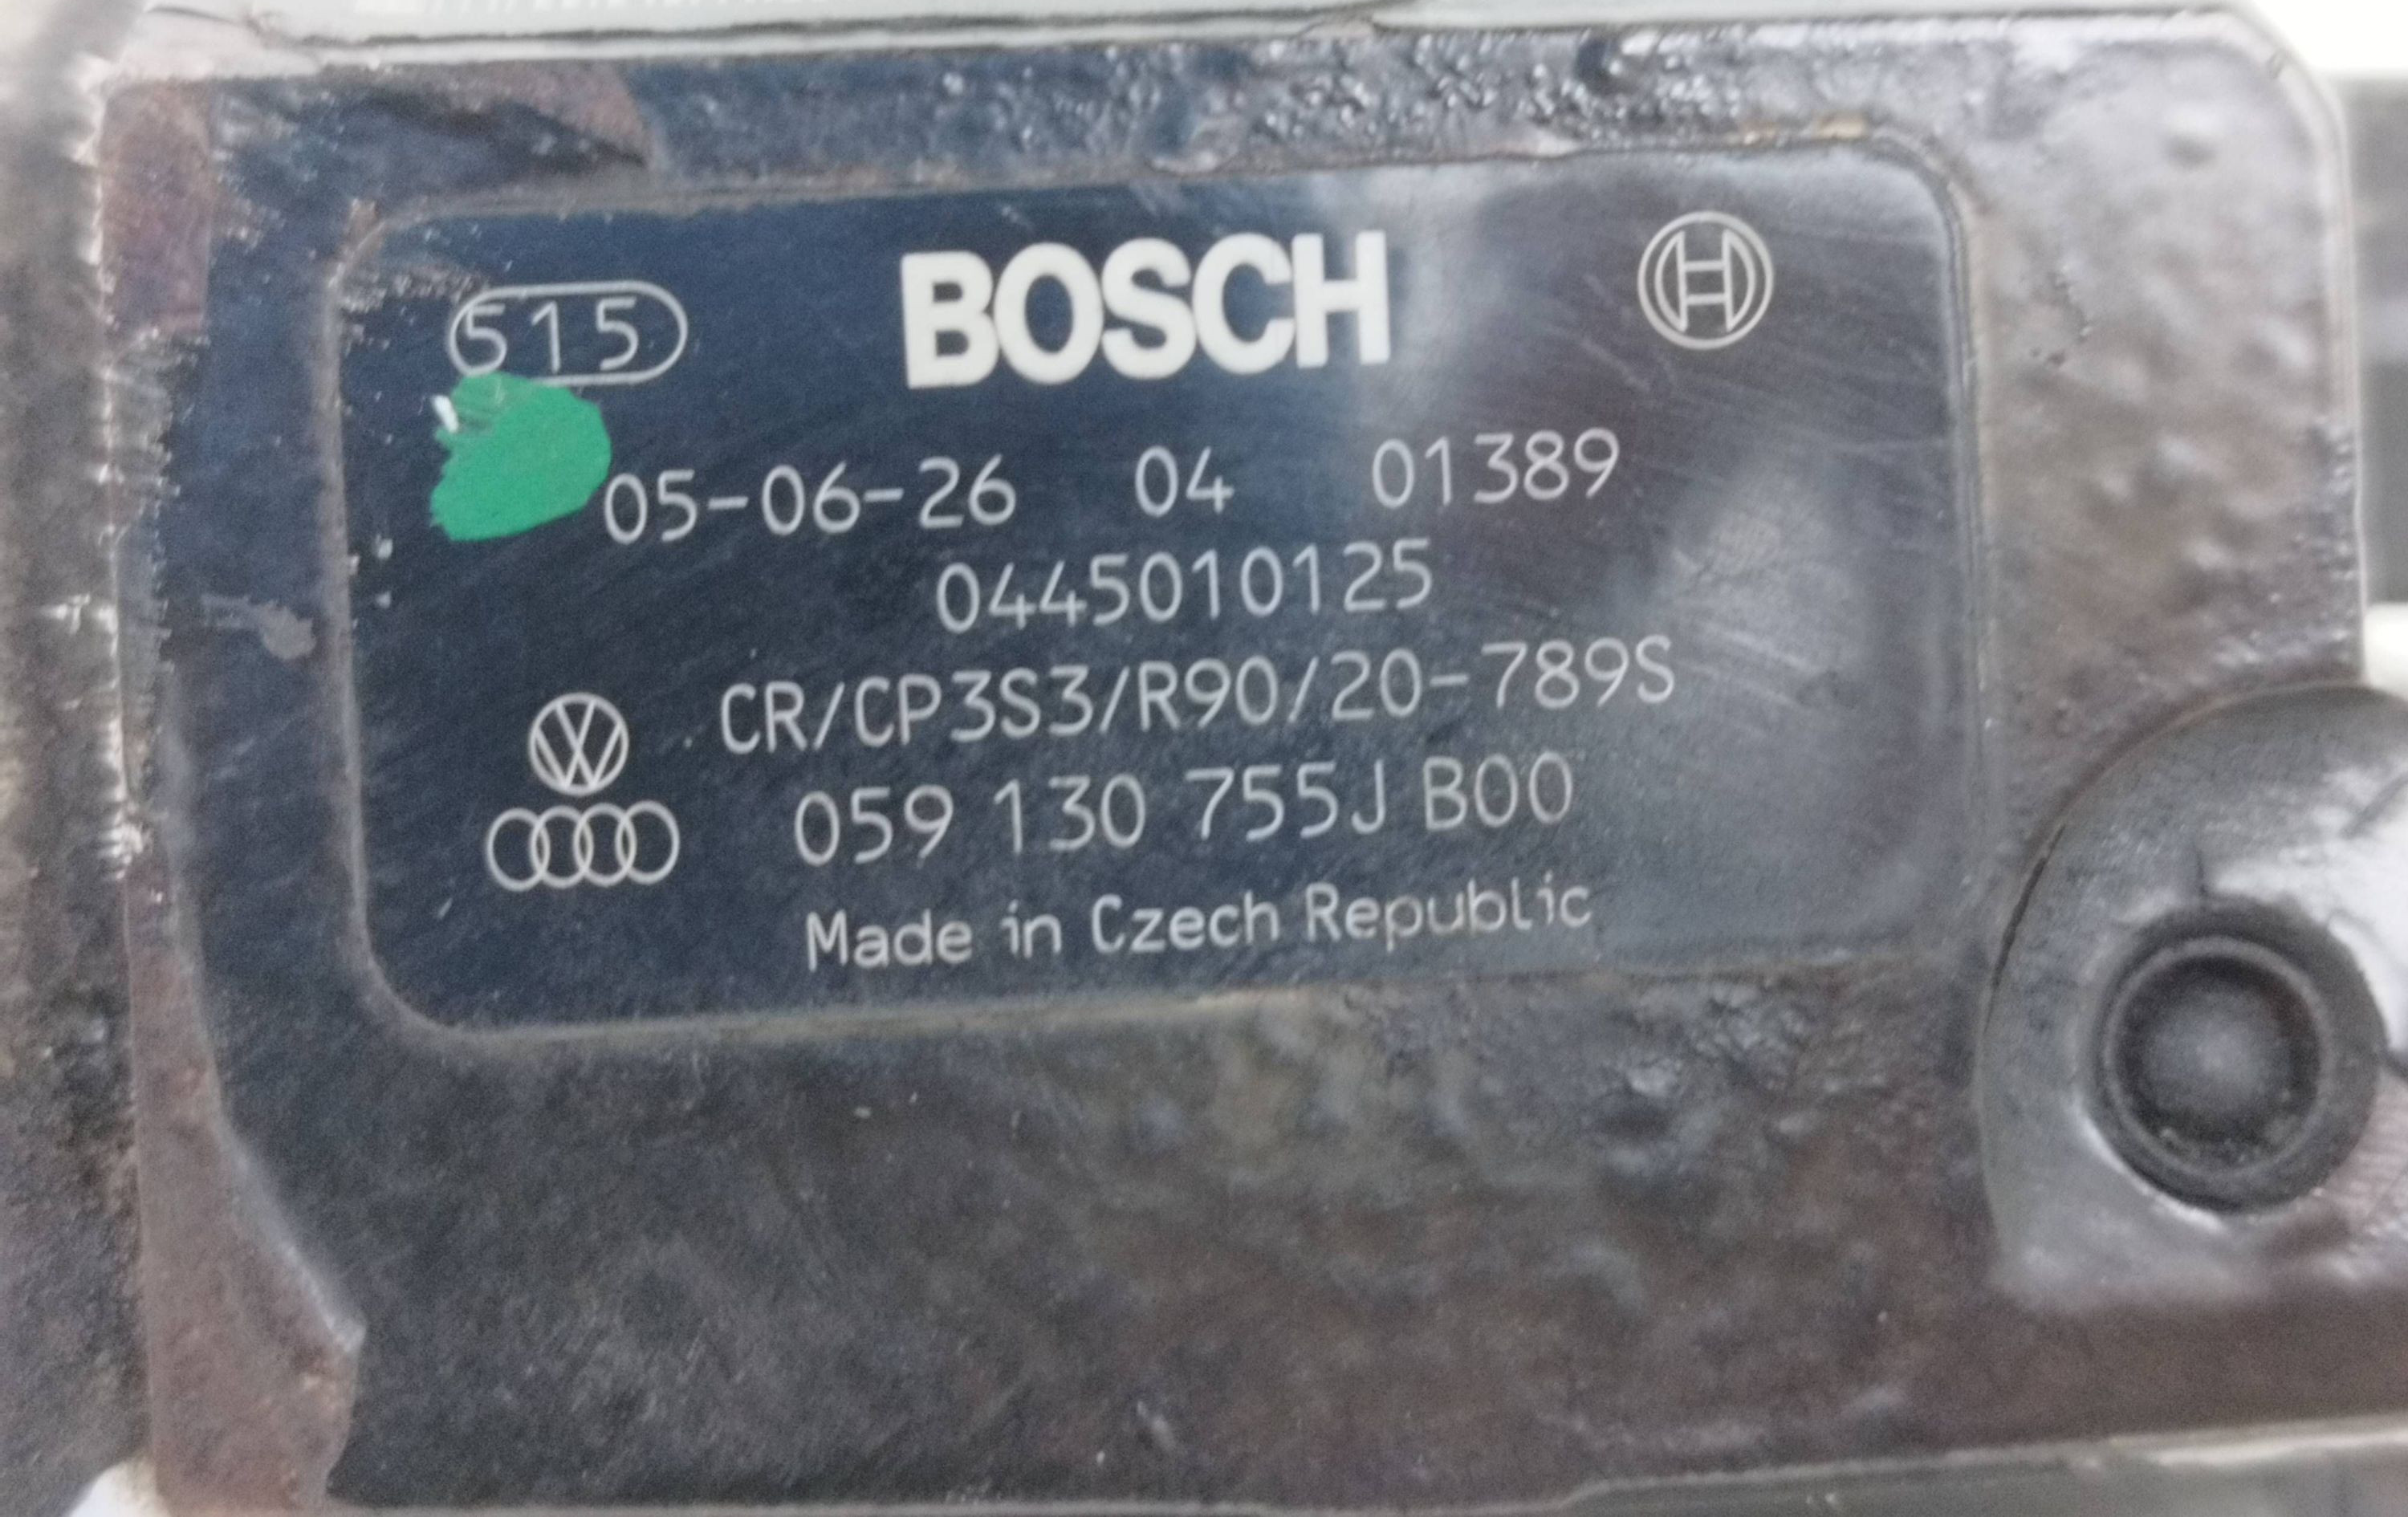 515 BOSCH
05-06-26 04 01389
0445010125
CR/CP3S3/R90/20-789S
059 130 755J B00
Made in Czech Republic